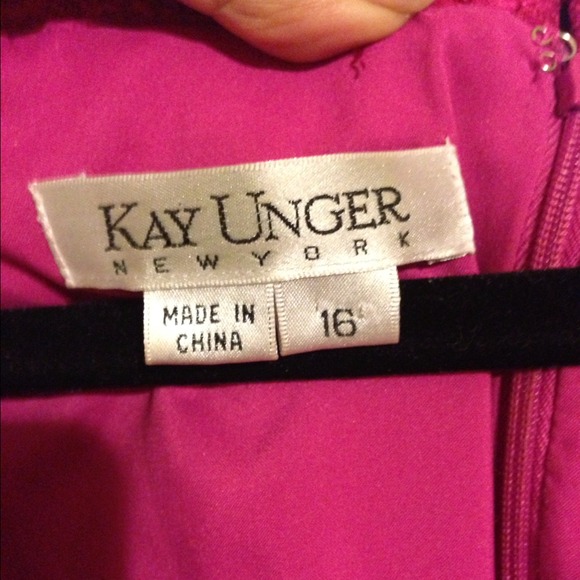 KAY UNGER
NEW YORK
MADE IN
CHINA
16